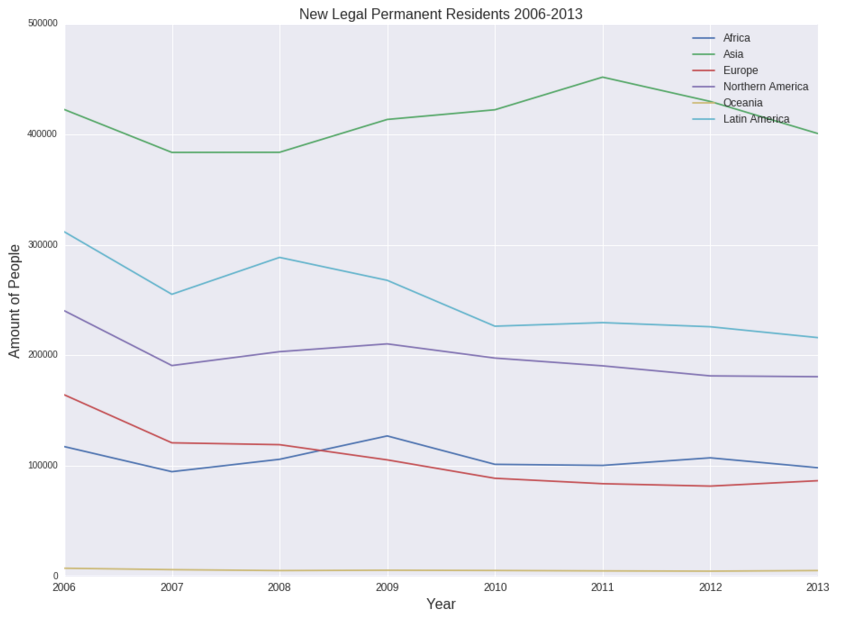 New Legal Permanent Residents 2006-2013
500000
400000
300000
200000
100000
0
Amount of People
Africa
Asia
Europe
Northern America
Oceania
Latin America
2006 2007 2008 2009 2010 2011 2012 2013
Year